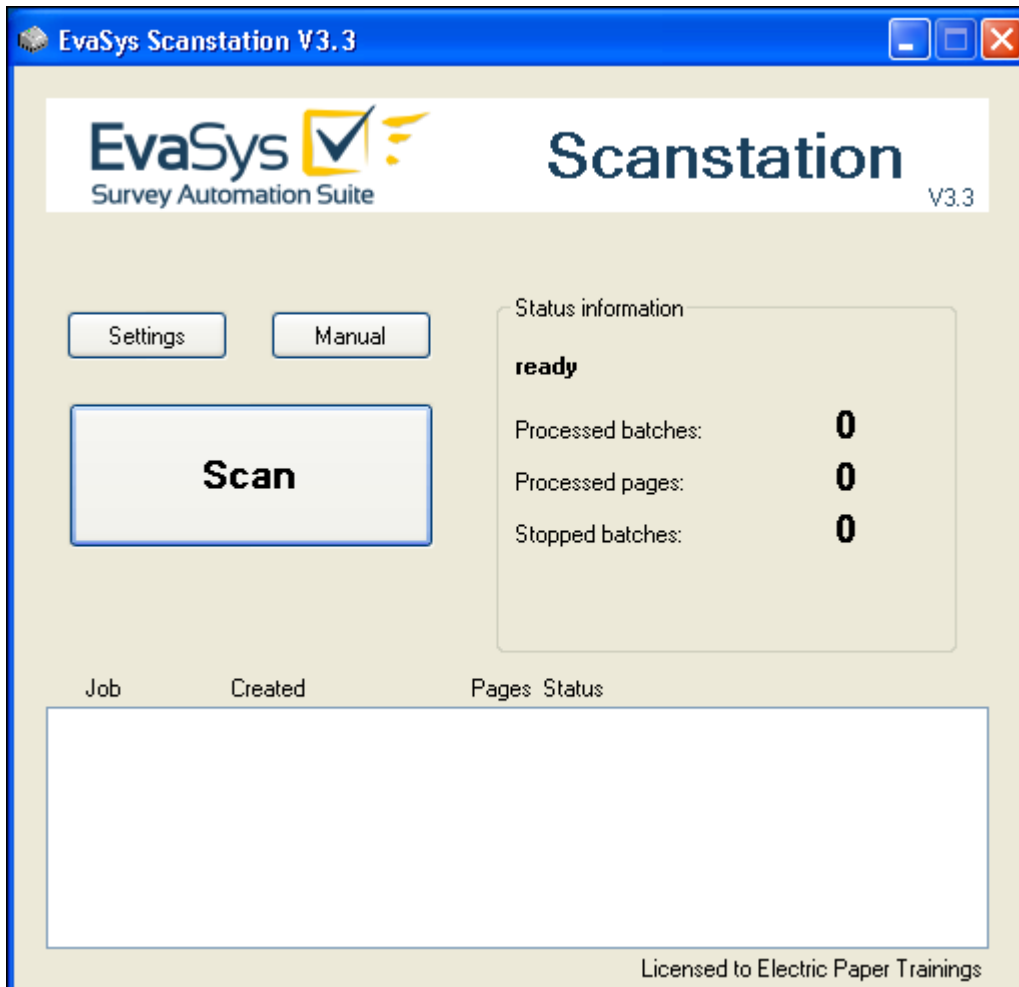 EvaSys Scanstation V3.3
EvaSys
Survey Automation Suite
Scanstation
V3.3
Settings
Manual
Scan
Status information
ready
Processed batches: 0
Processed pages: 0
Stopped batches: 0
Job Created Pages Status
Licensed to Electric Paper Trainings